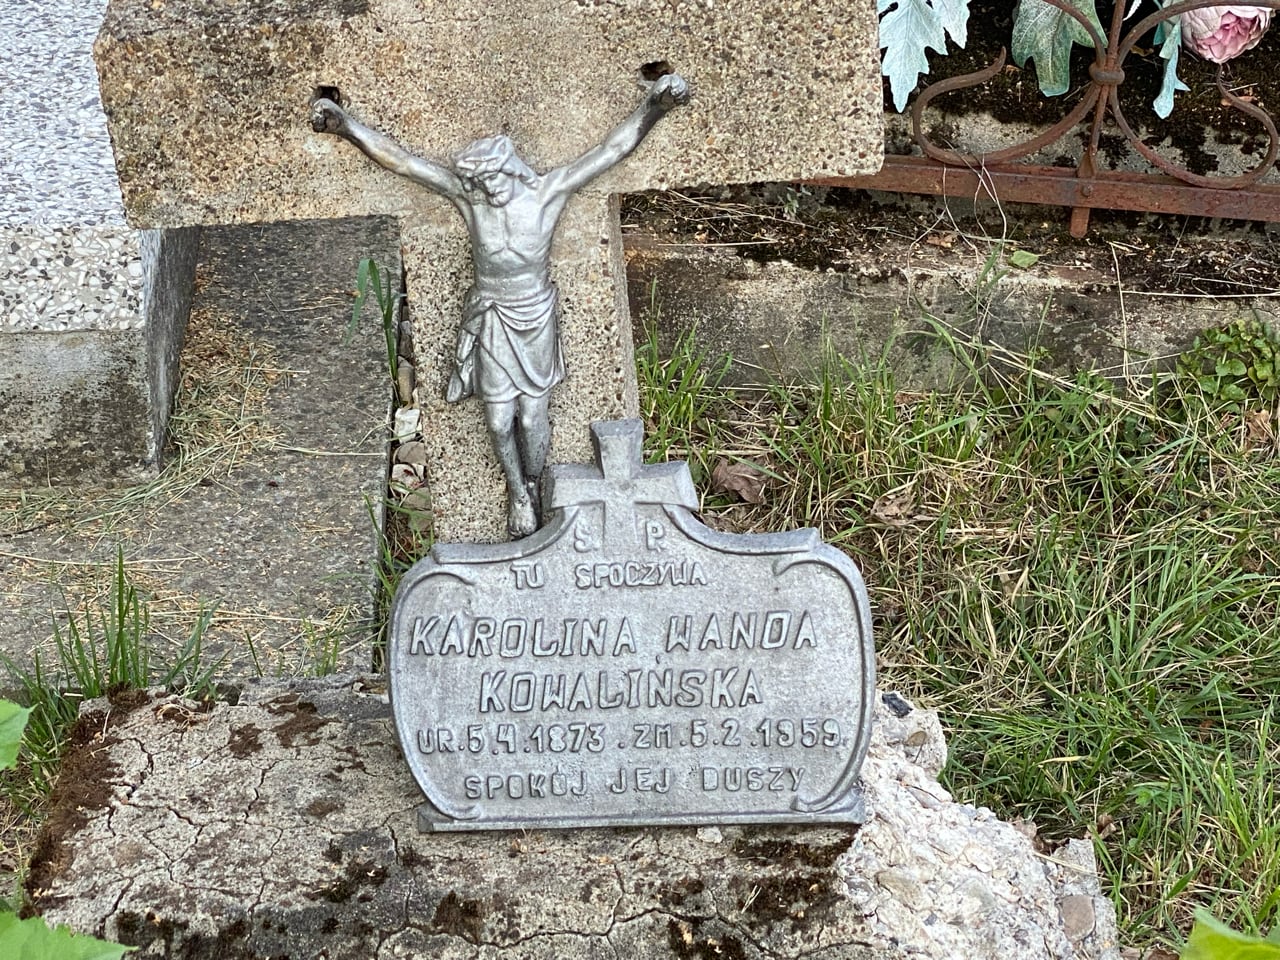 Ś. P.
TU SPOCZYWA
KAROLINA WANDA
KOWALIŃSKA
UR. 5.4.1873. ZM. 5.2.1959.
SPOKÓJ JEJ DUSZY